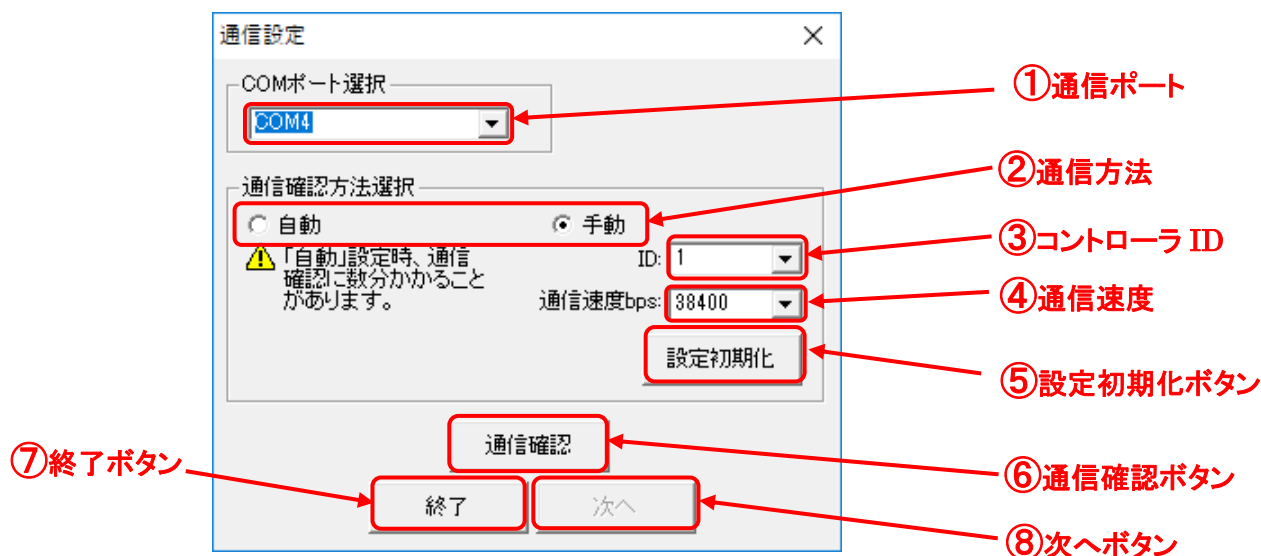 通信設定
COMポート選択
COM4
①通信ポート
通信確認方法選択
自動
手動
②通信方法
「自動」設定時、通信
確認に数分かかること
があります。
ID: 1
③コントローラ ID
通信速度bps: 38400
④通信速度
設定初期化
⑤設定初期化ボタン
通信確認
⑥通信確認ボタン
⑦終了ボタン
終了
次へ
⑧次へボタン